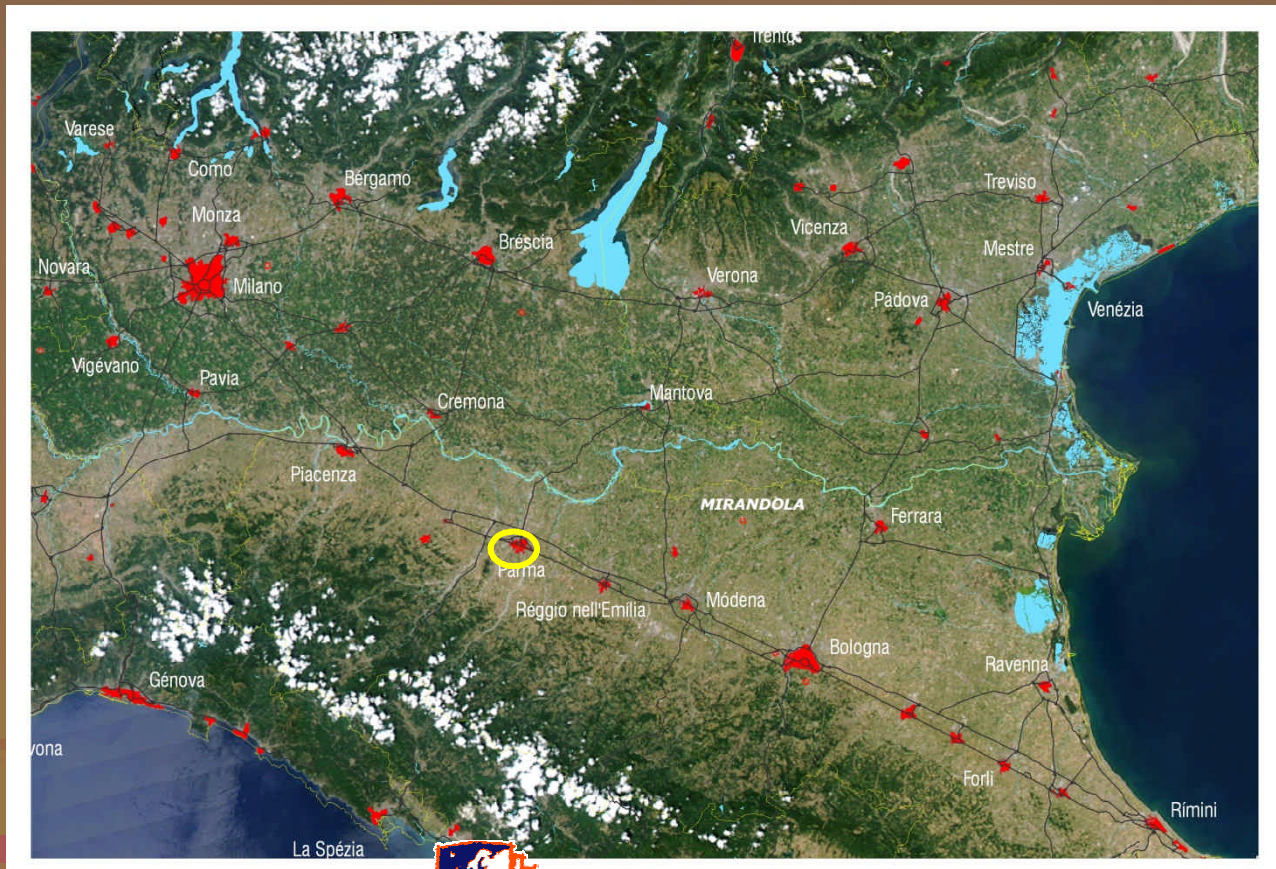 Trento
Varese
Como
Bérgamo
Treviso
Monza
Vicenza
Bréscia
Mestre
Novara
Milano
Verona
Pádova
Venézia
Vigévano
Pavia
Mantova
Cremona
Piacenza
MIRANDOLA
Ferrara
Parma
Réggio nell'Emília
Módena
Bologna
Ravenna
Génova
vona
Forlì
Rímini
La Spézia